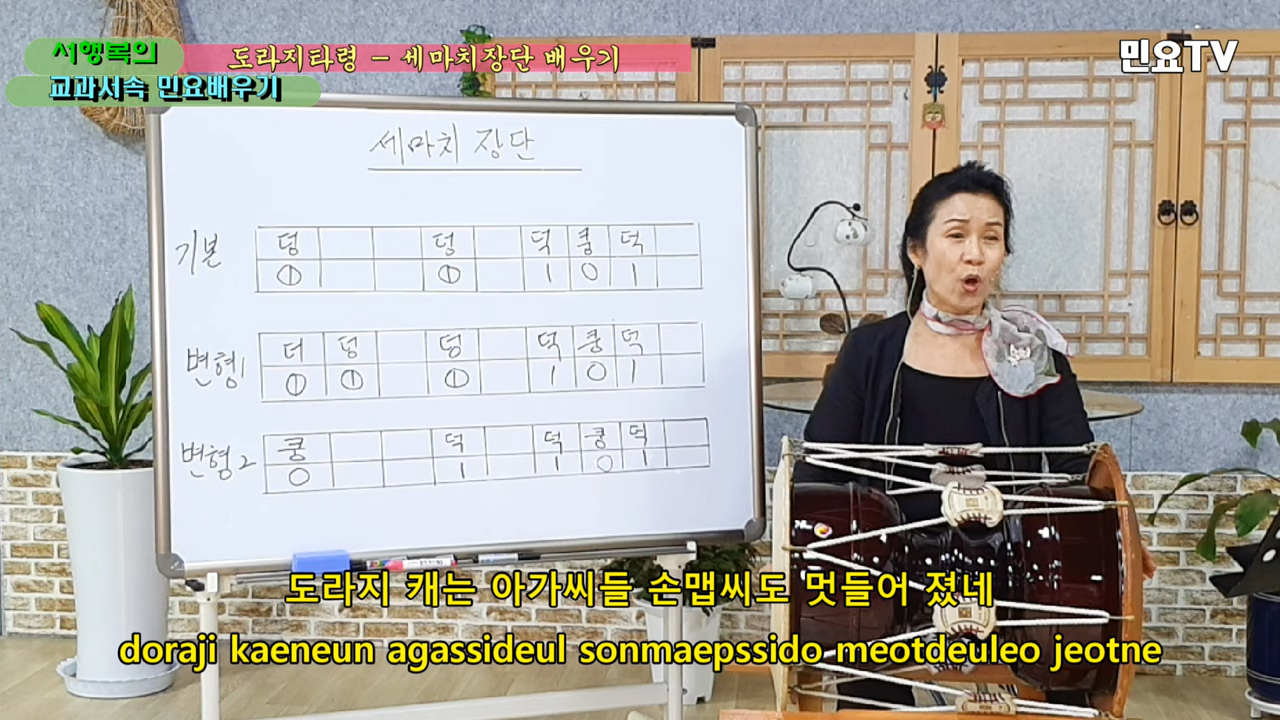 서행록의
교과서속 민요배우기
도라지타령 - 세마치장단 배우기
민요TV
세마치 장단
기본 덩 덩 덕 쿵 덕
변형1 더 덩 덩 덕 쿵 덕
변형2 쿵 덕 덕 쿵 덕
도라지 캐는 아가씨들 손맵씨도 멋들어 졌네
doraji kaeneun agassideul sonmaepssido meotdeuleo jeotne